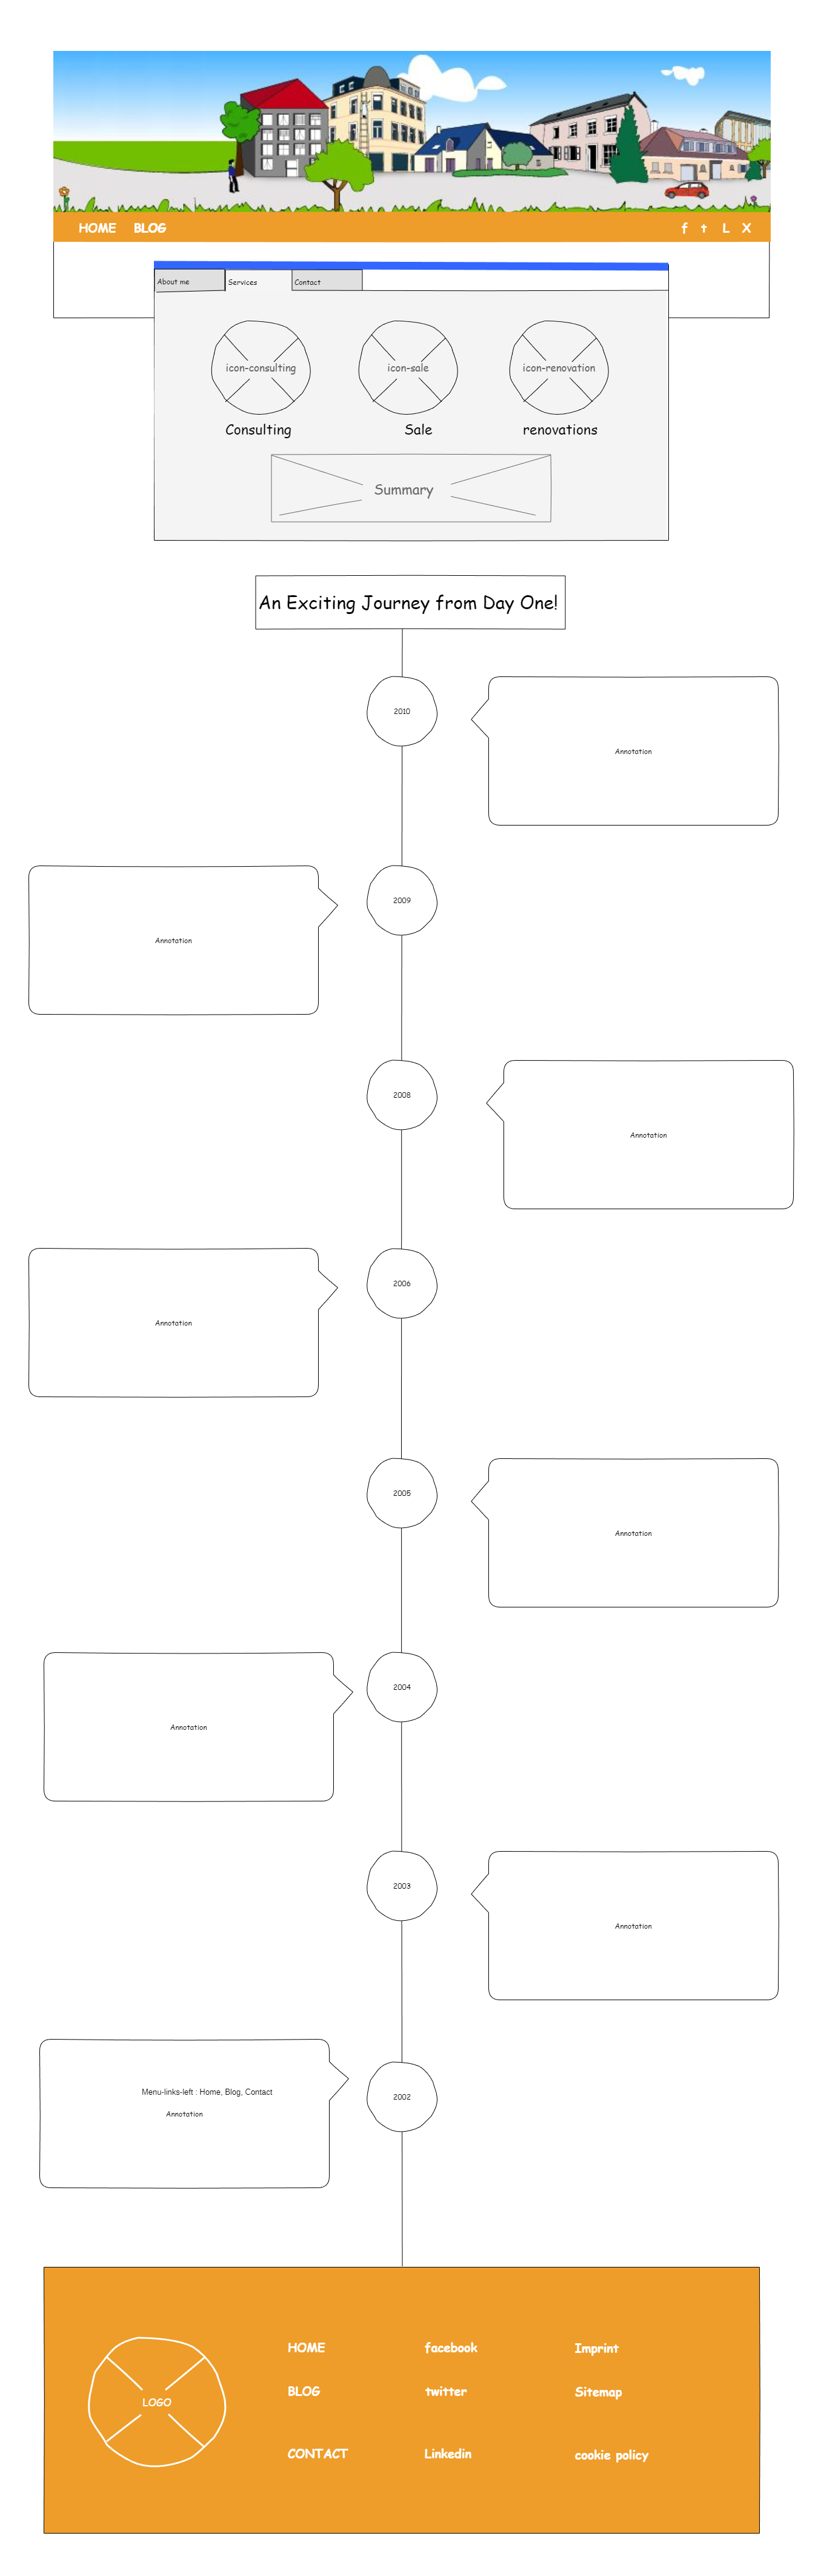 HOME BLOG f t L X
About me Services Contact
icon-consulting icon-sale icon-renovation
Consulting Sale renovations
Summary
An Exciting Journey from Day One!
2010
Annotation
2009
Annotation
2008
Annotation
2006
Annotation
2005
Annotation
2004
Annotation
2003
Annotation
Menu-links-left : Home, Blog, Contact
2002
Annotation
HOME facebook Imprint
BLOG twitter Sitemap
LOGO
CONTACT Linkedin cookie policy